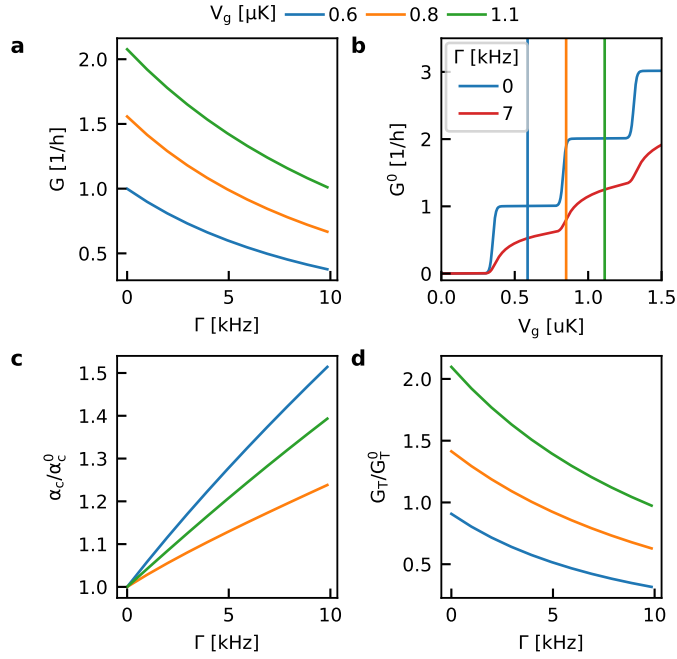 V_g [μK] 0.6 0.8 1.1
a
G [1/h]
2.0
1.5
1.0
0.5
0 5 10
Γ [kHz]
b
G^0 [1/h]
Γ [kHz]
0
7
3
2
1
0
0.0 0.5 1.0 1.5
V_g [uK]
c
α_c/α_c^0
1.5
1.4
1.3
1.2
1.1
1.0
0 5 10
Γ [kHz]
d
G_T/G_T^0
2.0
1.5
1.0
0.5
0 5 10
Γ [kHz]